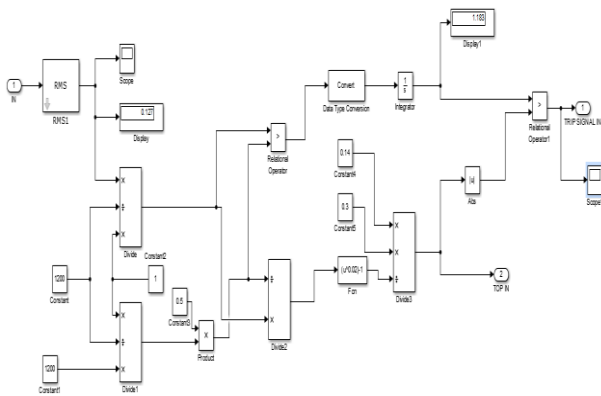 1
IN
RMS
RMS1
Scope
0.127
Display
×
÷
×
Divide
Constant2
1
1200
Constant
×
÷
×
Divide1
1200
Constant1
0.5
Constant3
×
Product
>
Relational
Operator
÷
×
Divide2
Convert
Data Type Conversion
1
s
Integrator
1.183
Display1
0.14
Constant4
0.3
Constant5
(u^0.02)-1
Fcn
×
×
÷
Divide3
|u|
Abs
>
Relational
Operator1
1
TRIP SIGNAL IN
Scope
2
TOP IN